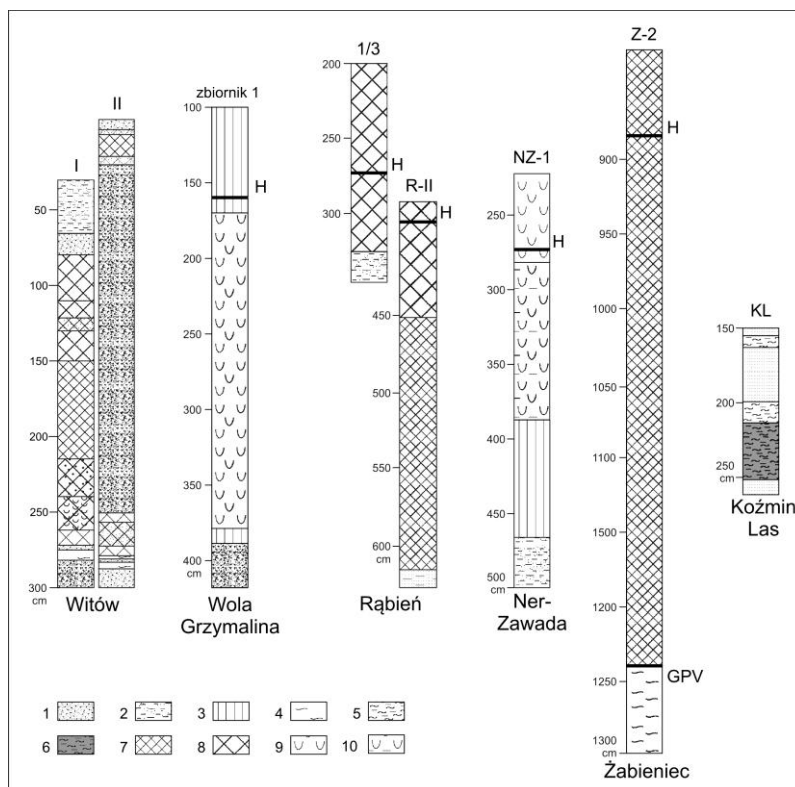 I
II
50
100
150
200
250
300
cm
Witów
zbiornik 1
100
150
200
250
300
350
400
cm
H
Wola
Grzymalina
1/3
200
250
300
H
R-II
H
450
500
550
600
cm
Rąbień
NZ-1
250
300
350
400
450
500
cm
H
Ner-
Zawada
Z-2
H
900
950
1000
1050
1100
1500
1200
1250
1300
cm
GPV
Żabieniec
KL
150
200
250
cm
Koźmin
Las
1 2 3 4 5
6 7 8 9 10